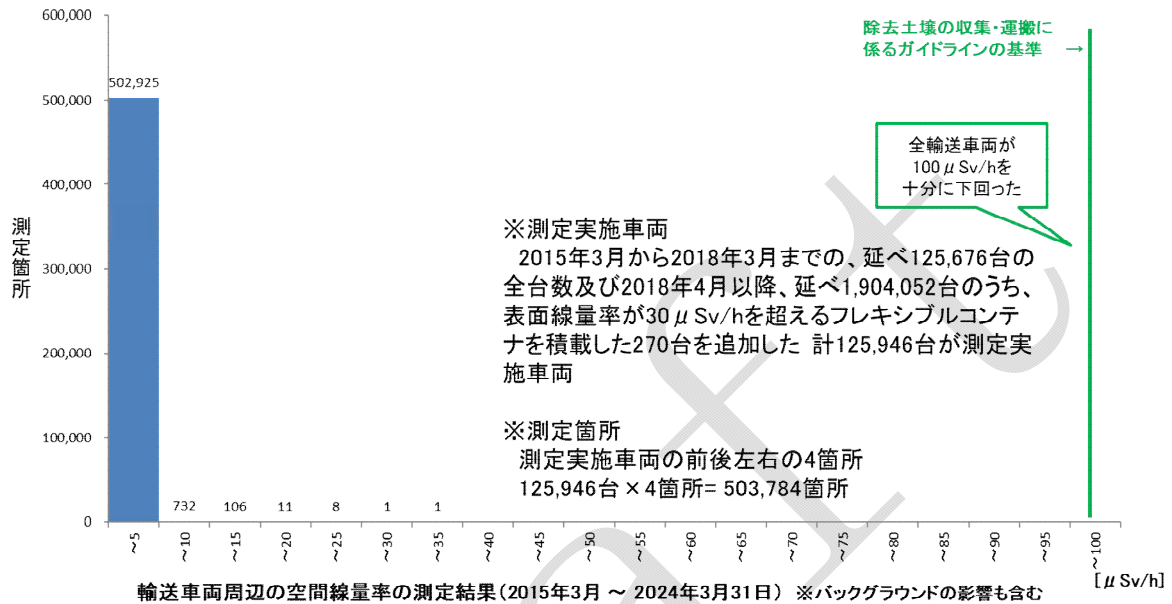 600,000
500,000
400,000
300,000
200,000
100,000
0
測定箇所
502,925
732
106
11
8
1
1
除去土壌の収集・運搬に
係るガイドラインの基準 →
全輸送車両が
100μSv/hを
十分に下回った
※測定実施車両
2015年3月から2018年3月までの、延べ125,676台の
全台数及び2018年4月以降、延べ1,904,052台のうち、
表面線量率が30μSv/hを超えるフレキシブルコンテ
ナを積載した270台を追加した 計125,946台が測定実
施車両
※測定箇所
測定実施車両の前後左右の4箇所
125,946台×4箇所=503,784箇所
~5
~10
~15
~20
~25
~30
~35
~40
~45
~50
~55
~60
~65
~70
~75
~80
~85
~90
~95
~100
[μSv/h]
輸送車両周辺の空間線量率の測定結果(2015年3月 ~ 2024年3月31日) ※バックグラウンドの影響も含む